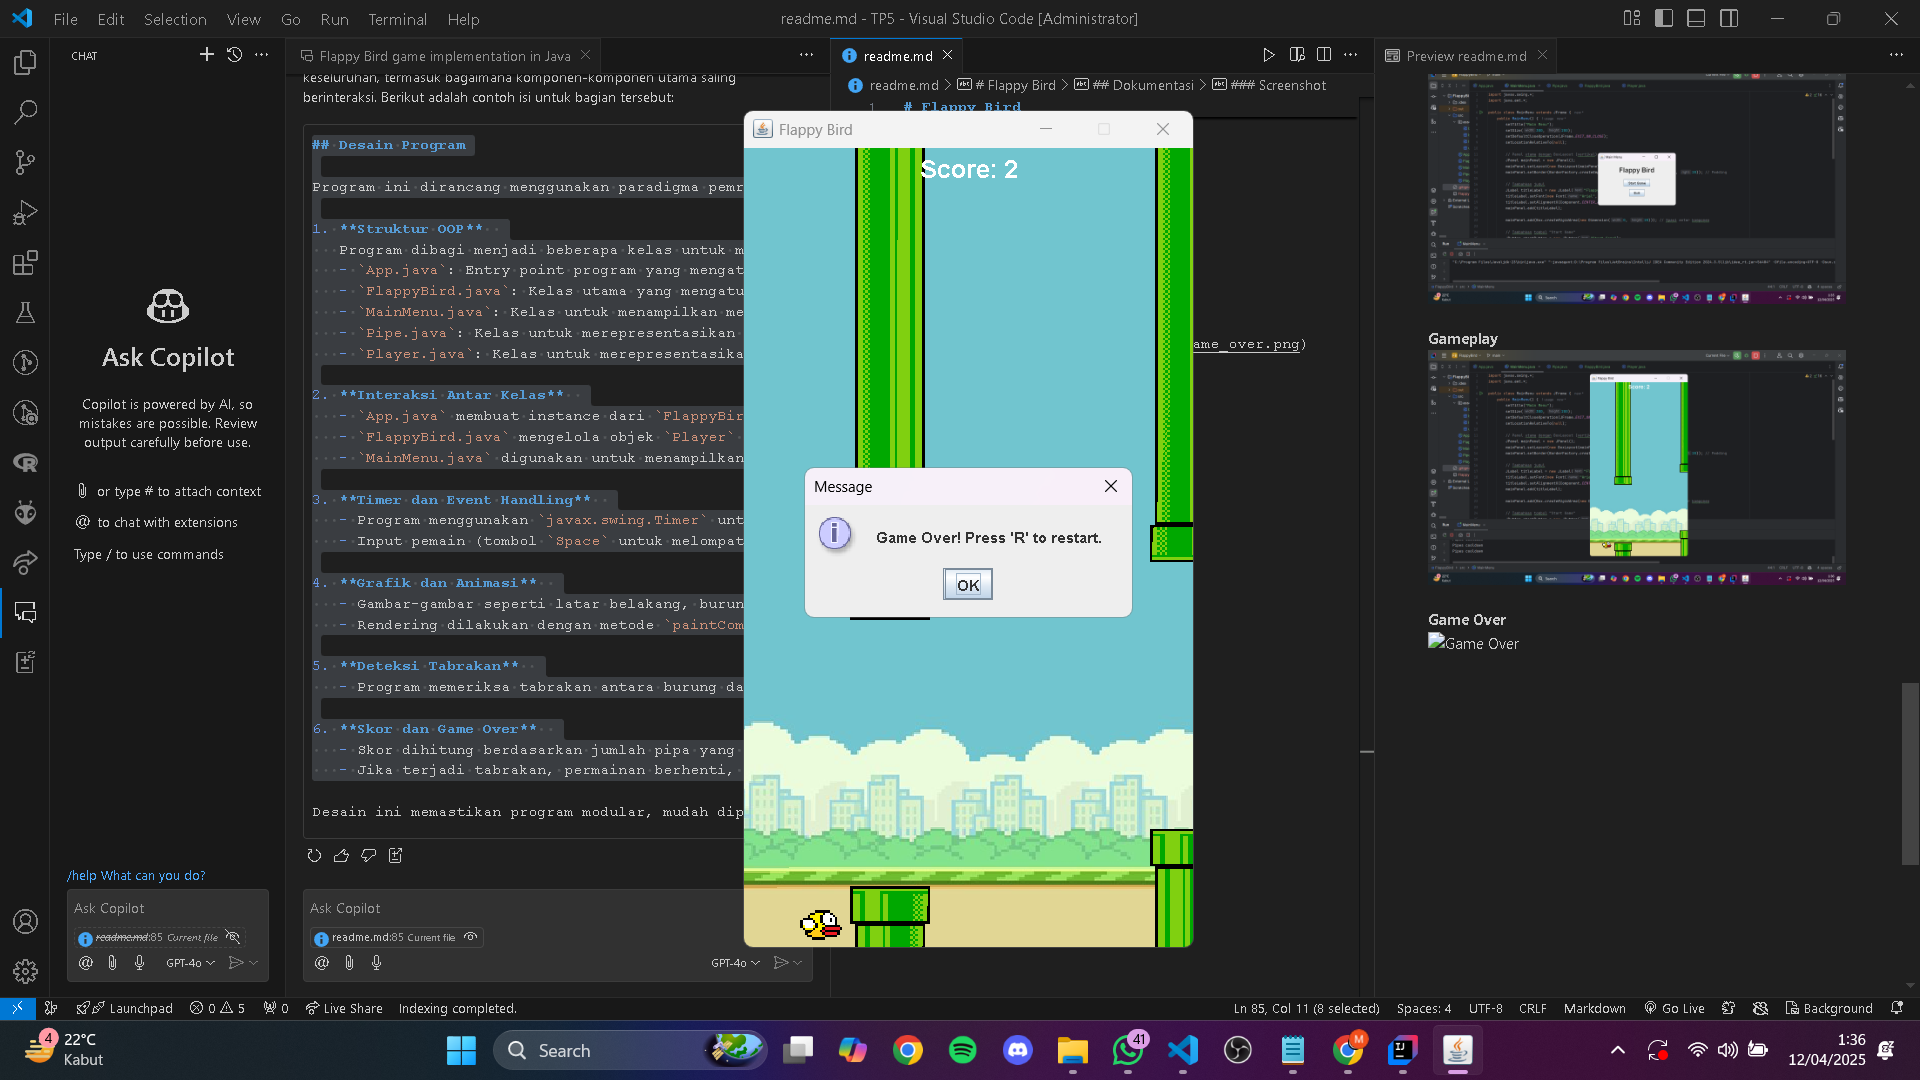 File Edit Selection View Go Run Terminal Help
readme.md - TP5 - Visual Studio Code [Administrator]
CHAT
Flappy Bird game implementation in Java
readme.md
Preview readme.md
readme.md > # Flappy Bird > ## Dokumentasi > ### Screenshot
1 # Flappy Bird
keseluruhan, termasuk bagaimana komponen-komponen utama saling
berinteraksi. Berikut adalah contoh isi untuk bagian tersebut:
## Desain Program
Program ini dirancang menggunakan paradigma pemr
1. **Struktur OOP**
Program dibagi menjadi beberapa kelas untuk m
- `App.java`: Entry point program yang mengat
- `FlappyBird.java`: Kelas utama yang mengatu
- `MainMenu.java`: Kelas untuk menampilkan me
- `Pipe.java`: Kelas untuk merepresentasikan
- `Player.java`: Kelas untuk merepresentasika
2. **Interaksi Antar Kelas**
- `App.java` membuat instance dari `FlappyBir
- `FlappyBird.java` mengelola objek `Player`
- `MainMenu.java` digunakan untuk menampilkan
3. **Timer dan Event Handling**
- Program menggunakan `javax.swing.Timer` unt
- Input pemain (tombol `Space` untuk melompat
4. **Grafik dan Animasi**
- Gambar-gambar seperti latar belakang, burun
- Rendering dilakukan dengan metode `paintCom
5. **Deteksi Tabrakan**
- Program memeriksa tabrakan antara burung da
6. **Skor dan Game Over**
- Skor dihitung berdasarkan jumlah pipa yang
- Jika terjadi tabrakan, permainan berhenti,
Desain ini memastikan program modular, mudah dip
Ask Copilot
Copilot is powered by AI, so
mistakes are possible. Review
output carefully before use.
or type # to attach context
@ to chat with extensions
Type / to use commands
/help What can you do?
Ask Copilot
readme.md:85 Current file
GPT-4o
Ask Copilot
readme.md:85 Current file
GPT-4o
Flappy Bird
Score: 2
Message
Game Over! Press 'R' to restart.
OK
ame_over.png)
Flappy Bird
Gameplay
Score: 2
Game Over
Game Over
Launchpad 0 5 0 Live Share Indexing completed.
Ln 85, Col 11 (8 selected) Spaces: 4 UTF-8 CRLF Markdown Go Live Background
4
22°C
Kabut
Search
41
M
IJ
1:36
12/04/2025